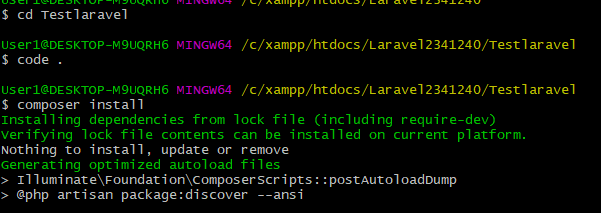 User1@DESKTOP-M9UQRH6 MINGW64 /c/xampp/htdocs/Laravel2341240
$ cd Testlaravel
User1@DESKTOP-M9UQRH6 MINGW64 /c/xampp/htdocs/Laravel2341240/Testlaravel
$ code .
User1@DESKTOP-M9UQRH6 MINGW64 /c/xampp/htdocs/Laravel2341240/Testlaravel
$ composer install
Installing dependencies from lock file (including require-dev)
Verifying lock file contents can be installed on current platform.
Nothing to install, update or remove
Generating optimized autoload files
> Illuminate\Foundation\ComposerScripts::postAutoloadDump
> @php artisan package:discover --ansi